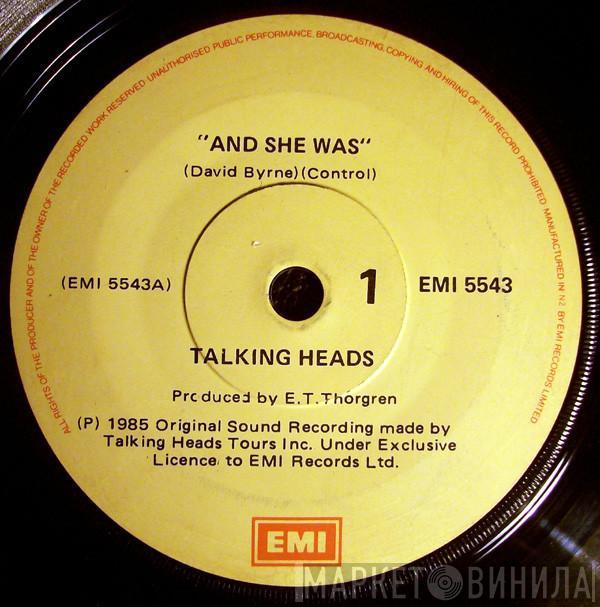 ALL RIGHTS OF THE PRODUCER AND OF THE OWNER OF THE RECORDED WORK RESERVED. UNAUTHORISED PUBLIC PERFORMANCE, BROADCASTING, COPYING AND HIRING OF THIS RECORD PROHIBITED. MANUFACTURED IN NZ BY EMI RECORDS LIMITED
"AND SHE WAS"
(David Byrne) (Control)
(EMI 5543A)
1
EMI 5543
TALKING HEADS
Produced by E.T. Thorgren
(P) 1985 Original Sound Recording made by
Talking Heads Tours Inc. Under Exclusive
Licence to EMI Records Ltd.
EMI
МАРКЕТ ВИНИЛА